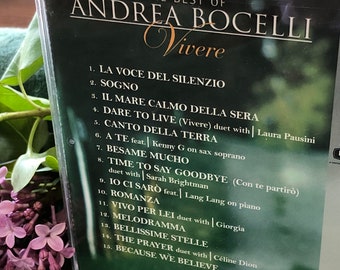 BEST OF
ANDREA BOCELLI
Vivere
1. LA VOCE DEL SILENZIO
2. SOGNO
3. IL MARE CALMO DELLA SERA
4. DARE TO LIVE (Vivere) duet with | Laura Pausini
5. CANTO DELLA TERRA
6. A TE feat. | Kenny G on sax soprano
7. BESAME MUCHO
8. TIME TO SAY GOODBYE (Con te partirò)
duet with | Sarah Brightman
9. IO CI SARÒ feat. | Lang Lang on piano
10. ROMANZA
11. VIVO PER LEI duet with | Giorgia
12. MELODRAMMA
13. BELLISSIME STELLE
14. THE PRAYER duet with | Céline Dion
15. BECAUSE WE BELIEVE